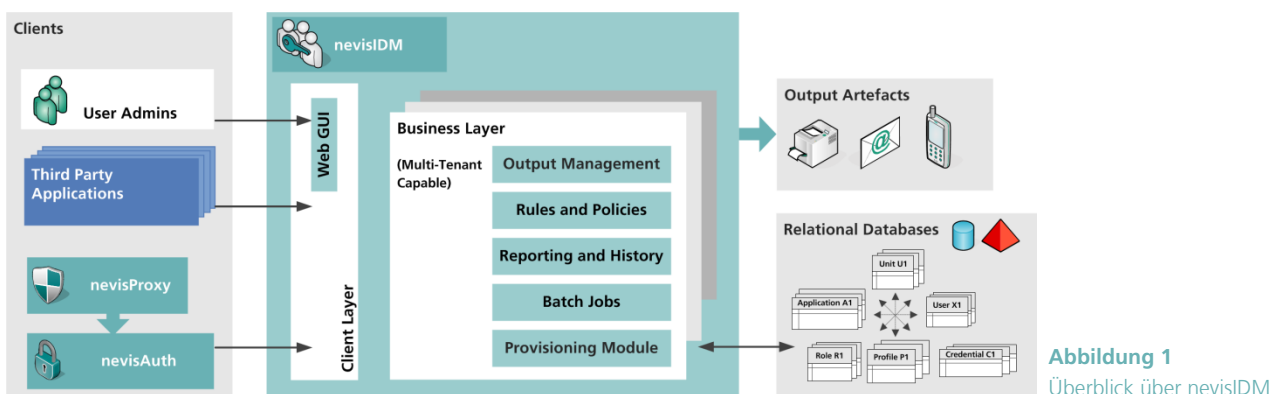 Clients
User Admins
Third Party
Applications
nevisProxy
nevisAuth
nevisIDM
Web GUI
Client Layer
Business Layer
(Multi-Tenant
Capable)
Output Management
Rules and Policies
Reporting and History
Batch Jobs
Provisioning Module
Output Artefacts
@
Relational Databases
Unit U1
Application A1
User X1
Role R1
Profile P1
Credential C1
Abbildung 1
Überblick über nevisIDM